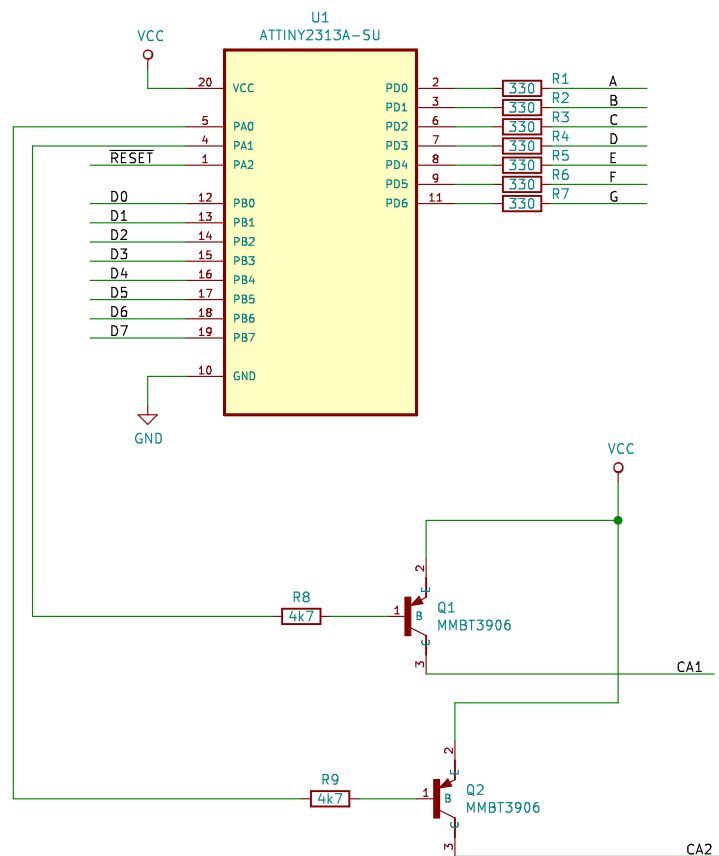 U1
ATTINY2313A-SU
VCC
20 VCC
5 PA0
4 PA1
RESET 1 PA2
D0 12 PB0
D1 13 PB1
D2 14 PB2
D3 15 PB3
D4 16 PB4
D5 17 PB5
D6 18 PB6
D7 19 PB7
10 GND
GND
PD0 2 330 R1 A
PD1 3 330 R2 B
PD2 6 330 R3 C
PD3 7 330 R4 D
PD4 8 330 R5 E
PD5 9 330 R6 F
PD6 11 330 R7 G
VCC
2
E
R8
4k7
1 B
Q1
MMBT3906
C
3
CA1
2
E
R9
4k7
1 B
Q2
MMBT3906
C
3
CA2